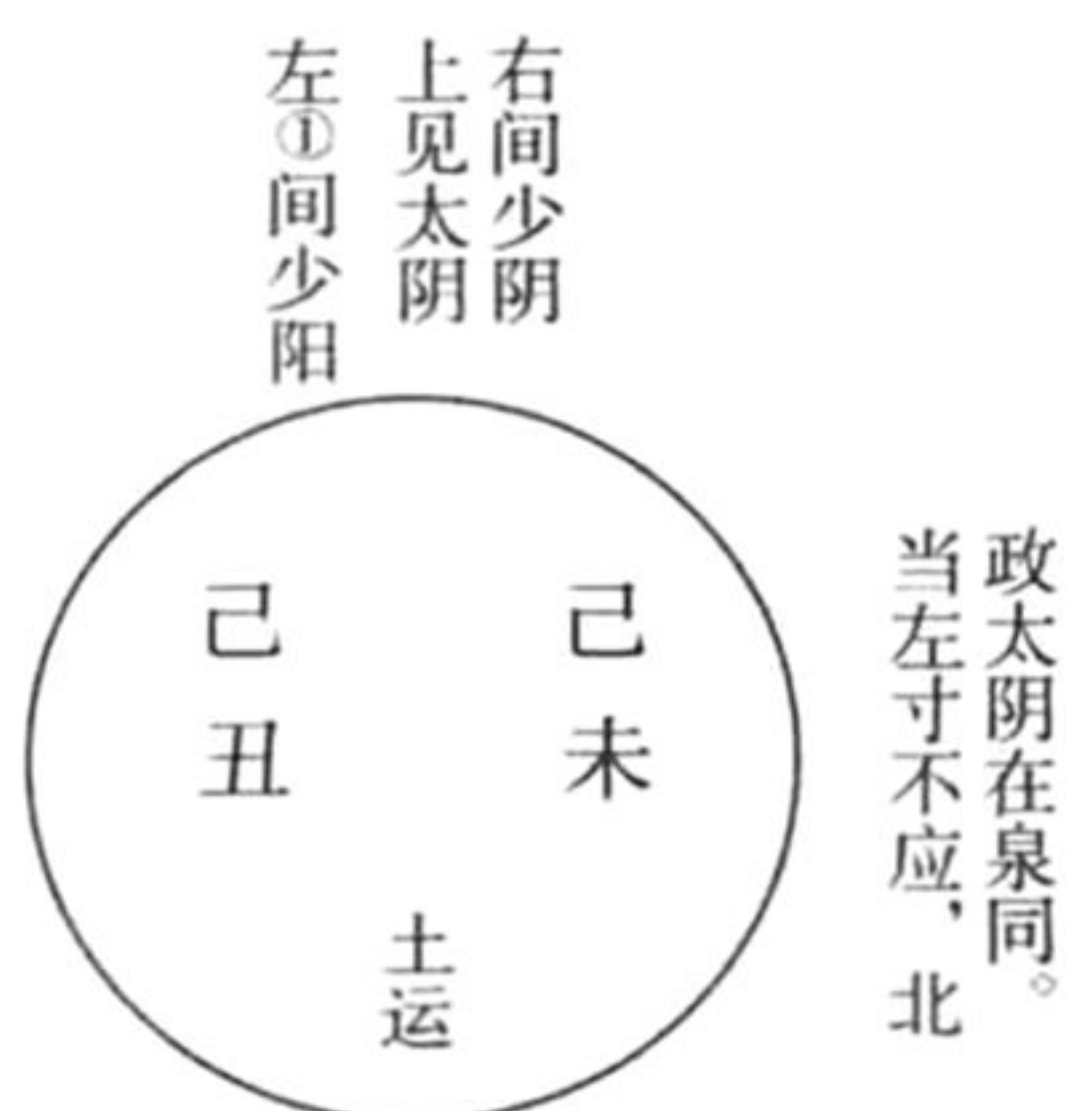 左①间少阳
上见太阴
右间少阴
己丑
己未
土运
当左寸不应，北
政太阴在泉同。